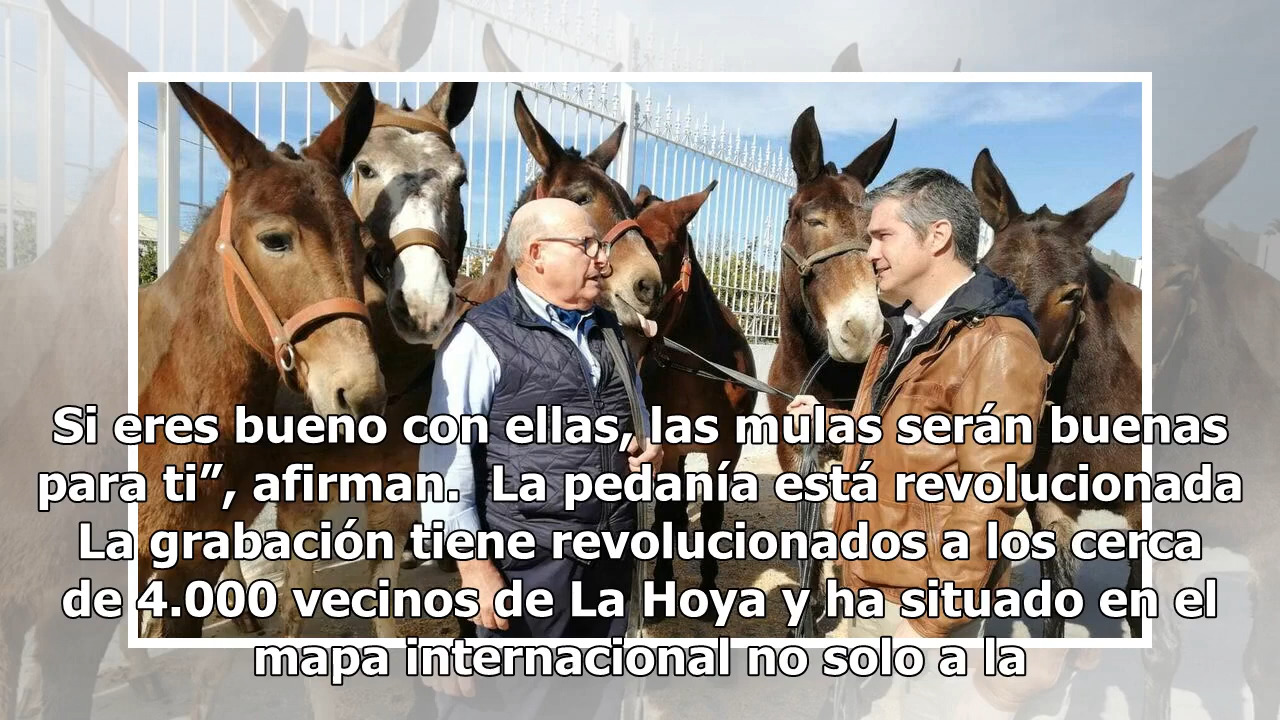 Si eres bueno con ellas, las mulas serán buenas
para ti”, afirman.  La pedanía está revolucionada
La grabación tiene revolucionados a los cerca
de 4.000 vecinos de La Hoya y ha situado en el
mapa internacional no solo a la